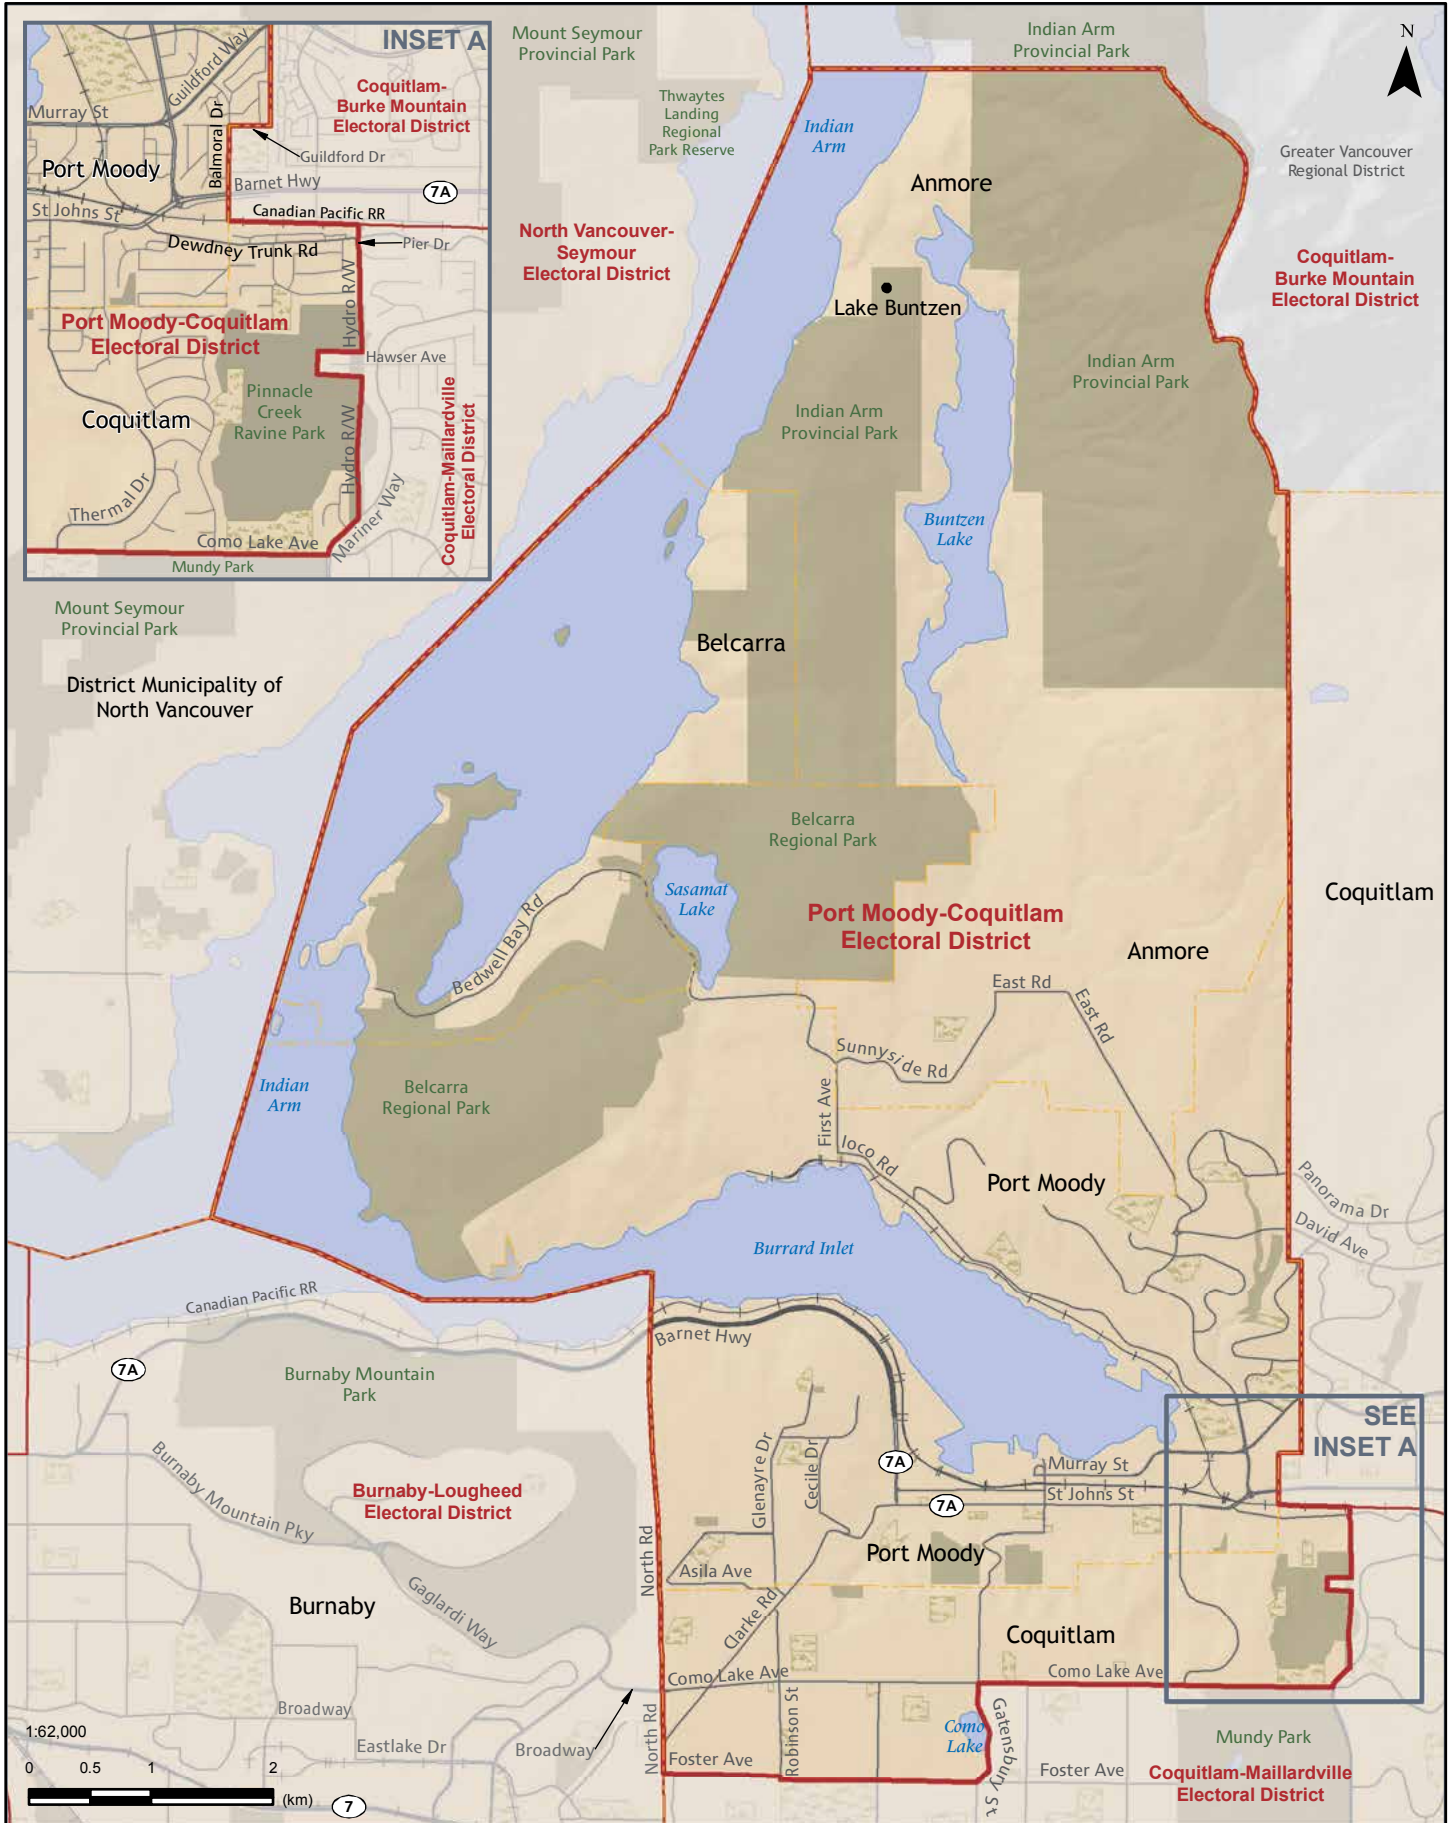 INSET A
Guildford Way
Coquitlam-
Burke Mountain
Electoral District
Murray St
Balmoral Dr
Guildford Dr
Port Moody
Barnet Hwy
7A
St Johns St
Canadian Pacific RR
Dewdney Trunk Rd
Pier Dr
Hydro R/W
Port Moody-Coquitlam
Electoral District
Hawser Ave
Pinnacle
Creek
Ravine Park
Coquitlam
Hydro R/W
Coquitlam-Maillardville
Electoral District
Thermal Dr
Mariner Way
Como Lake Ave
Mundy Park
Mount Seymour
Provincial Park
Indian Arm
Provincial Park
N
Thwaytes
Landing
Regional
Park Reserve
Indian
Arm
Anmore
Greater Vancouver
Regional District
North Vancouver-
Seymour
Electoral District
Coquitlam-
Burke Mountain
Electoral District
Lake Buntzen
Indian Arm
Provincial Park
Indian Arm
Provincial Park
Buntzen
Lake
Mount Seymour
Provincial Park
Belcarra
District Municipality of
North Vancouver
Belcarra
Regional Park
Sasamat
Lake
Coquitlam
Port Moody-Coquitlam
Electoral District
Bedwell Bay Rd
Anmore
East Rd
East Rd
Sunnyside Rd
Indian
Arm
Belcarra
Regional Park
First Ave
Ioco Rd
Port Moody
Panorama Dr
David Ave
Burrard Inlet
Canadian Pacific RR
Barnet Hwy
7A
Burnaby Mountain
Park
SEE
INSET A
Burnaby Mountain Pky
Glenayre Dr
Cecile Dr
7A
Murray St
Burnaby-Lougheed
Electoral District
St Johns St
7A
North Rd
Port Moody
Asila Ave
Gaglardi Way
Burnaby
Clarke Rd
Coquitlam
Como Lake Ave
Como Lake Ave
Broadway
North Rd
Robinson St
Como
Lake
Gatensbury St
Mundy Park
1:62,000
Eastlake Dr
Broadway
Foster Ave
Foster Ave
0 0.5 1 2
(km)
7
Coquitlam-Maillardville
Electoral District